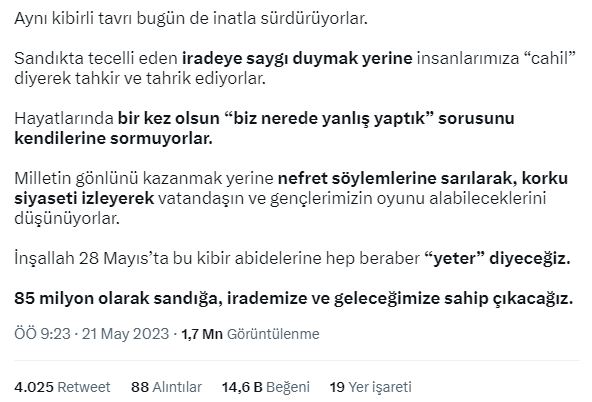 Aynı kibirli tavrı bugün de inatla sürdürüyorlar.
Sandıkta tecelli eden iradeye saygı duymak yerine insanlarımıza “cahil”
diyerek tahkir ve tahrik ediyorlar.
Hayatlarında bir kez olsun “biz nerede yanlış yaptık” sorusunu
kendilerine sormuyorlar.
Milletin gönlünü kazanmak yerine nefret söylemlerine sarılarak, korku
siyaseti izleyerek vatandaşın ve gençlerimizin oyunu alabileceklerini
düşünüyorlar.
İnşallah 28 Mayıs’ta bu kibir abidelerine hep beraber “yeter” diyeceğiz.
85 milyon olarak sandığa, irademize ve geleceğimize sahip çıkacağız.
ÖÖ 9:23 · 21 May 2023 · 1,7 Mn Görüntülenme
4.025 Retweet 88 Alıntılar 14,6 B Beğeni 19 Yer işareti